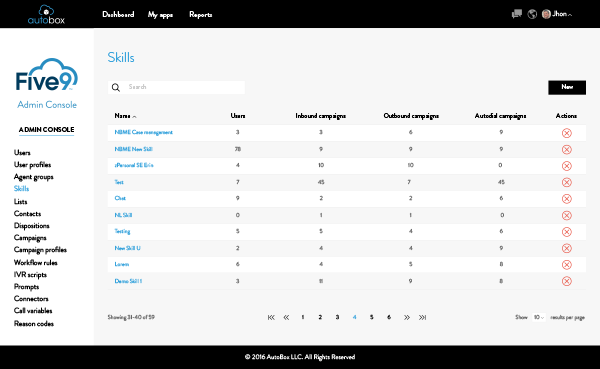 autobox Dashboard My apps Reports Jhon
Five9
Admin Console
ADMIN CONSOLE
Users
User profiles
Agent groups
Skills
Lists
Contacts
Dispositions
Campaigns
Campaign profiles
Workflow rules
IVR scripts
Prompts
Connectors
Call variables
Reason codes
Skills
Search
New
Name Users Inbound campaigns Outbound campaigns Autodial campaigns Actions
NBME Case management 3 3 6 9
NBME New Skill 78 9 9 9
zPersonal SE Erin 4 10 10 0
Test 7 45 7 45
Chat 9 2 2 6
NL Skill 0 1 1 0
Testing 5 5 4 6
New Skill U 2 4 4 9
Lorem 6 4 5 8
Demo Skill 1 3 11 9 8
Showing 31-40 of 59 1 2 3 4 5 6 Show 10 results per page
© 2016 AutoBox LLC. All Rights Reserved